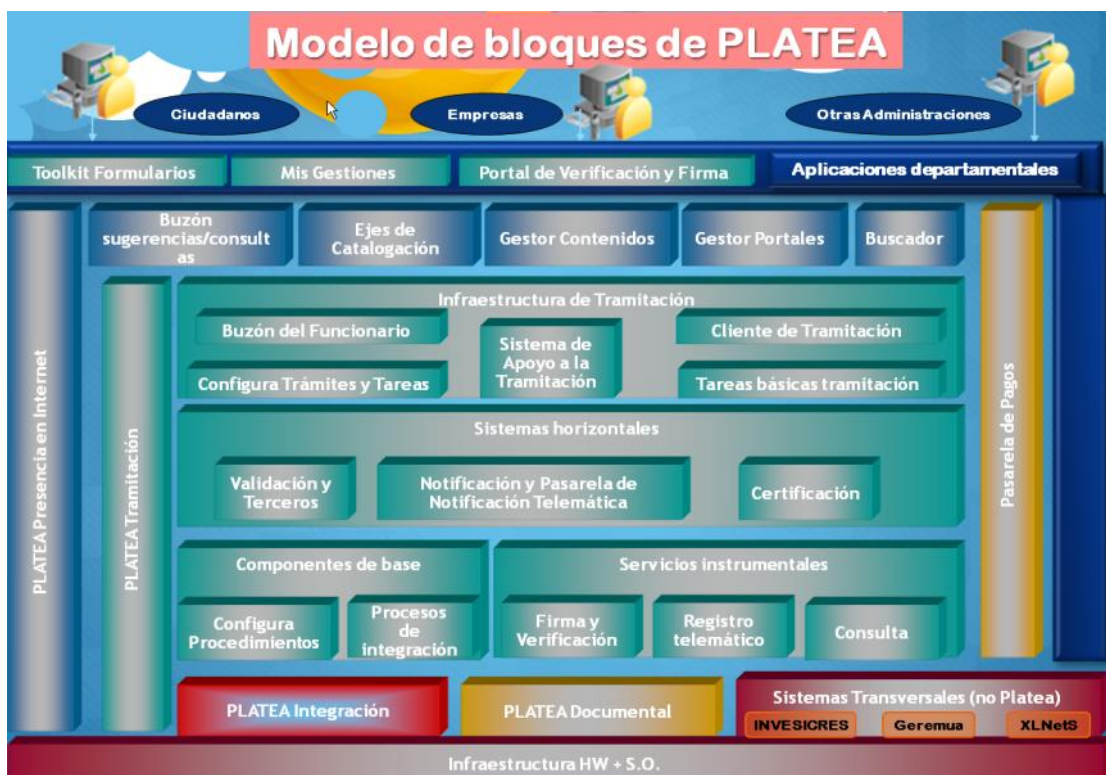 Modelo de bloques de PLATEA
Ciudadanos
Empresas
Otras Administraciones
Toolkit Formularios
Mis Gestiones
Portal de Verificación y Firma
Aplicaciones departamentales
PLATEA Presencia en Internet
Buzón
sugerencias/consult
as
Ejes de
Catalogación
Gestor Contenidos
Gestor Portales
Buscador
Pasarela de Pagos
PLATEA Tramitación
Infraestructura de Tramitación
Buzón del Funcionario
Sistema de
Apoyo a la
Tramitación
Cliente de Tramitación
Configura Trámites y Tareas
Tareas básicas tramitación
Sistemas horizontales
Validación y
Terceros
Notificación y Pasarela de
Notificación Telemática
Certificación
Componentes de base
Configura
Procedimientos
Procesos
de
integración
Servicios instrumentales
Firma y
Verificación
Registro
telemático
Consulta
PLATEA Integración
PLATEA Documental
Sistemas Transversales (no Platea)
INVESICRES
Geremua
XLNetS
Infraestructura HW + S.O.